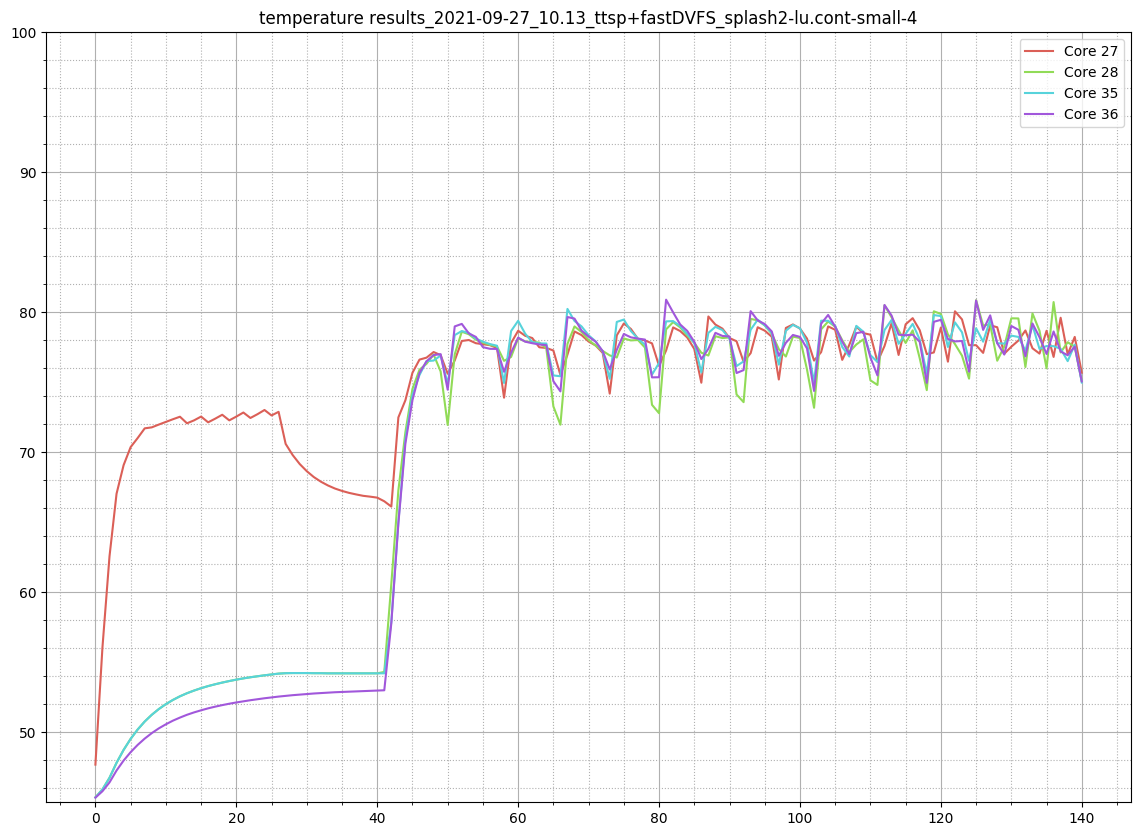 temperature results_2021-09-27_10.13_ttsp+fastDVFS_splash2-lu.cont-small-4
100
90
80
70
60
50
0 20 40 60 80 100 120 140
Core 27
Core 28
Core 35
Core 36